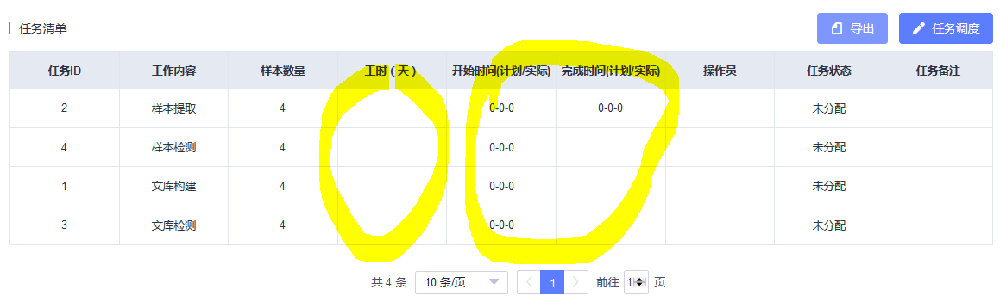 任务清单 导出 任务调度
任务ID 工作内容 样本数量 工时（天） 开始时间(计划/实际) 完成时间(计划/实际) 操作员 任务状态 任务备注
2 样本提取 4 0-0-0 0-0-0 未分配
4 样本检测 4 0-0-0 未分配
1 文库构建 4 0-0-0 未分配
3 文库检测 4 0-0-0 未分配
共 4 条 10 条/页 1 前往 1 页